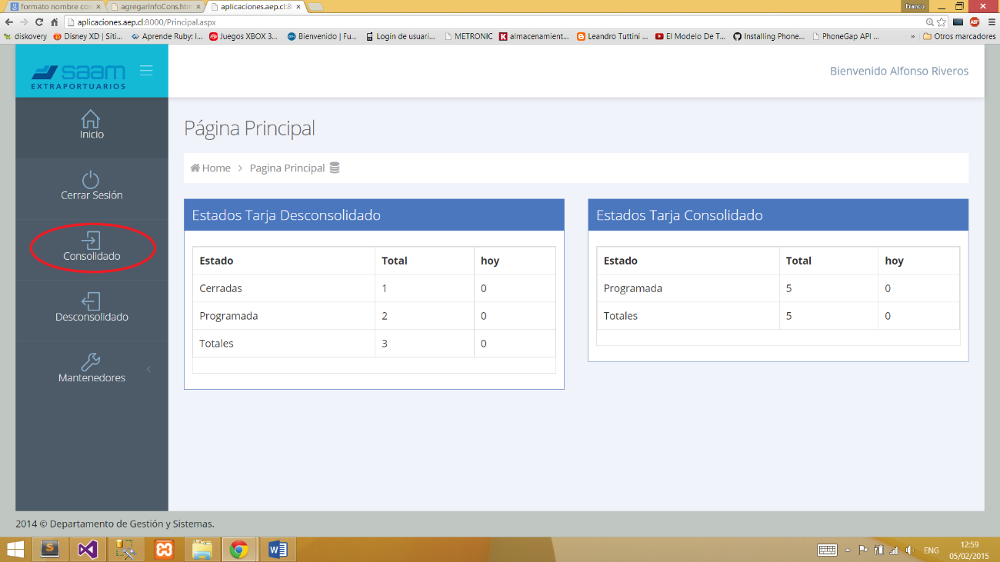 formato nombre con
agregarInfoCons.htm
aplicaciones.aep.cl:8
Franco
aplicaciones.aep.cl:8000/Principal.aspx
diskovery
Disney XD | Siti...
Aprende Ruby: l...
Juegos XBOX 3...
Bienvenido | Fu...
Login de usuari...
METRONIC
almacenamient...
Leandro Tuttini ...
El Modelo De T...
Installing Phone...
PhoneGap API ...
»
Otros marcadores
saam
EXTRAPORTUARIOS
Bienvenido Alfonso Riveros
Inicio
Cerrar Sesión
Consolidado
Desconsolidado
Mantenedores
Página Principal
Home > Pagina Principal
Estados Tarja Desconsolidado
Estado Total hoy
Cerradas 1 0
Programada 2 0
Totales 3 0
Estados Tarja Consolidado
Estado Total hoy
Programada 5 0
Totales 5 0
2014 © Departamento de Gestión y Sistemas.
ENG
12:59
05/02/2015